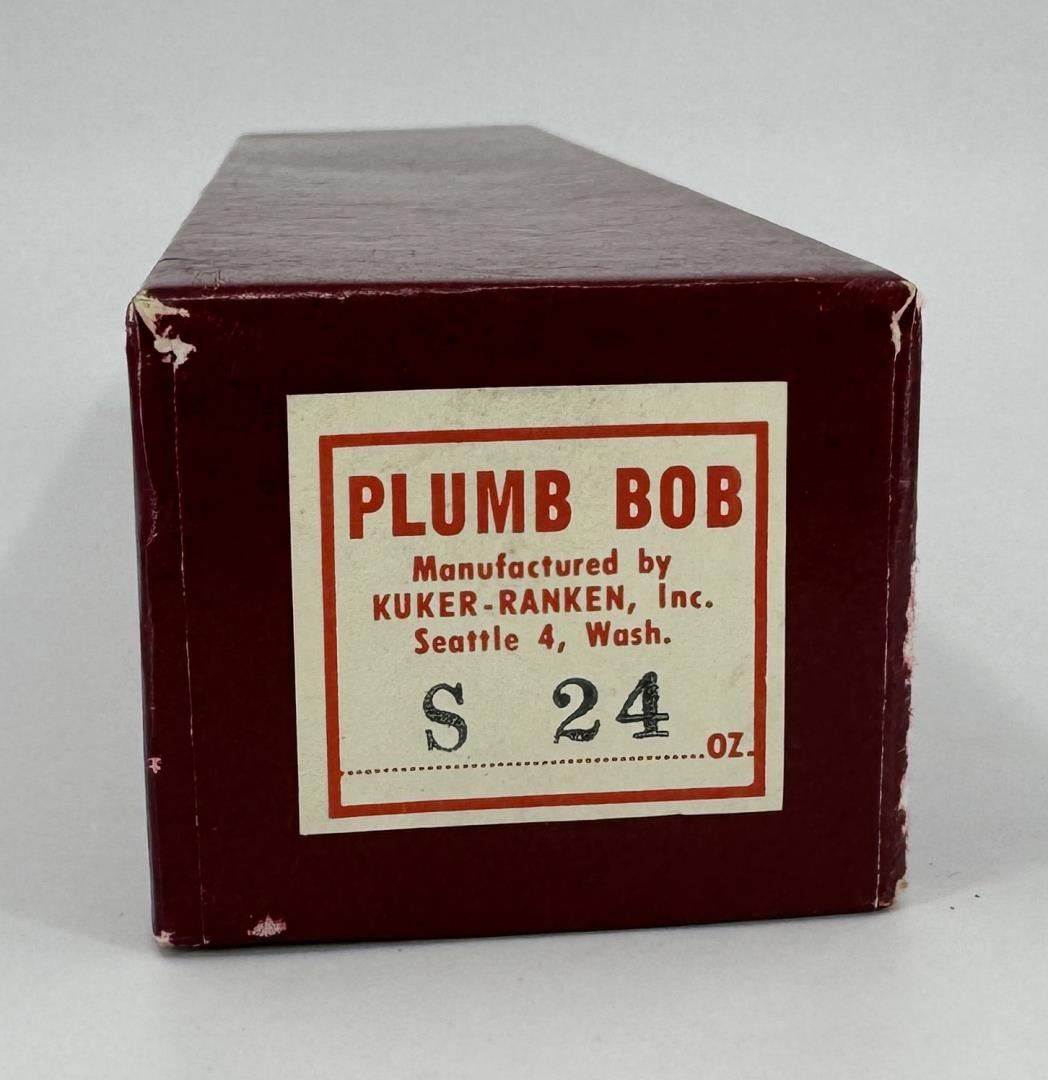 PLUMB BOB
Manufactured by
KUKER-RANKEN, Inc.
Seattle 4, Wash.
S 24
OZ.